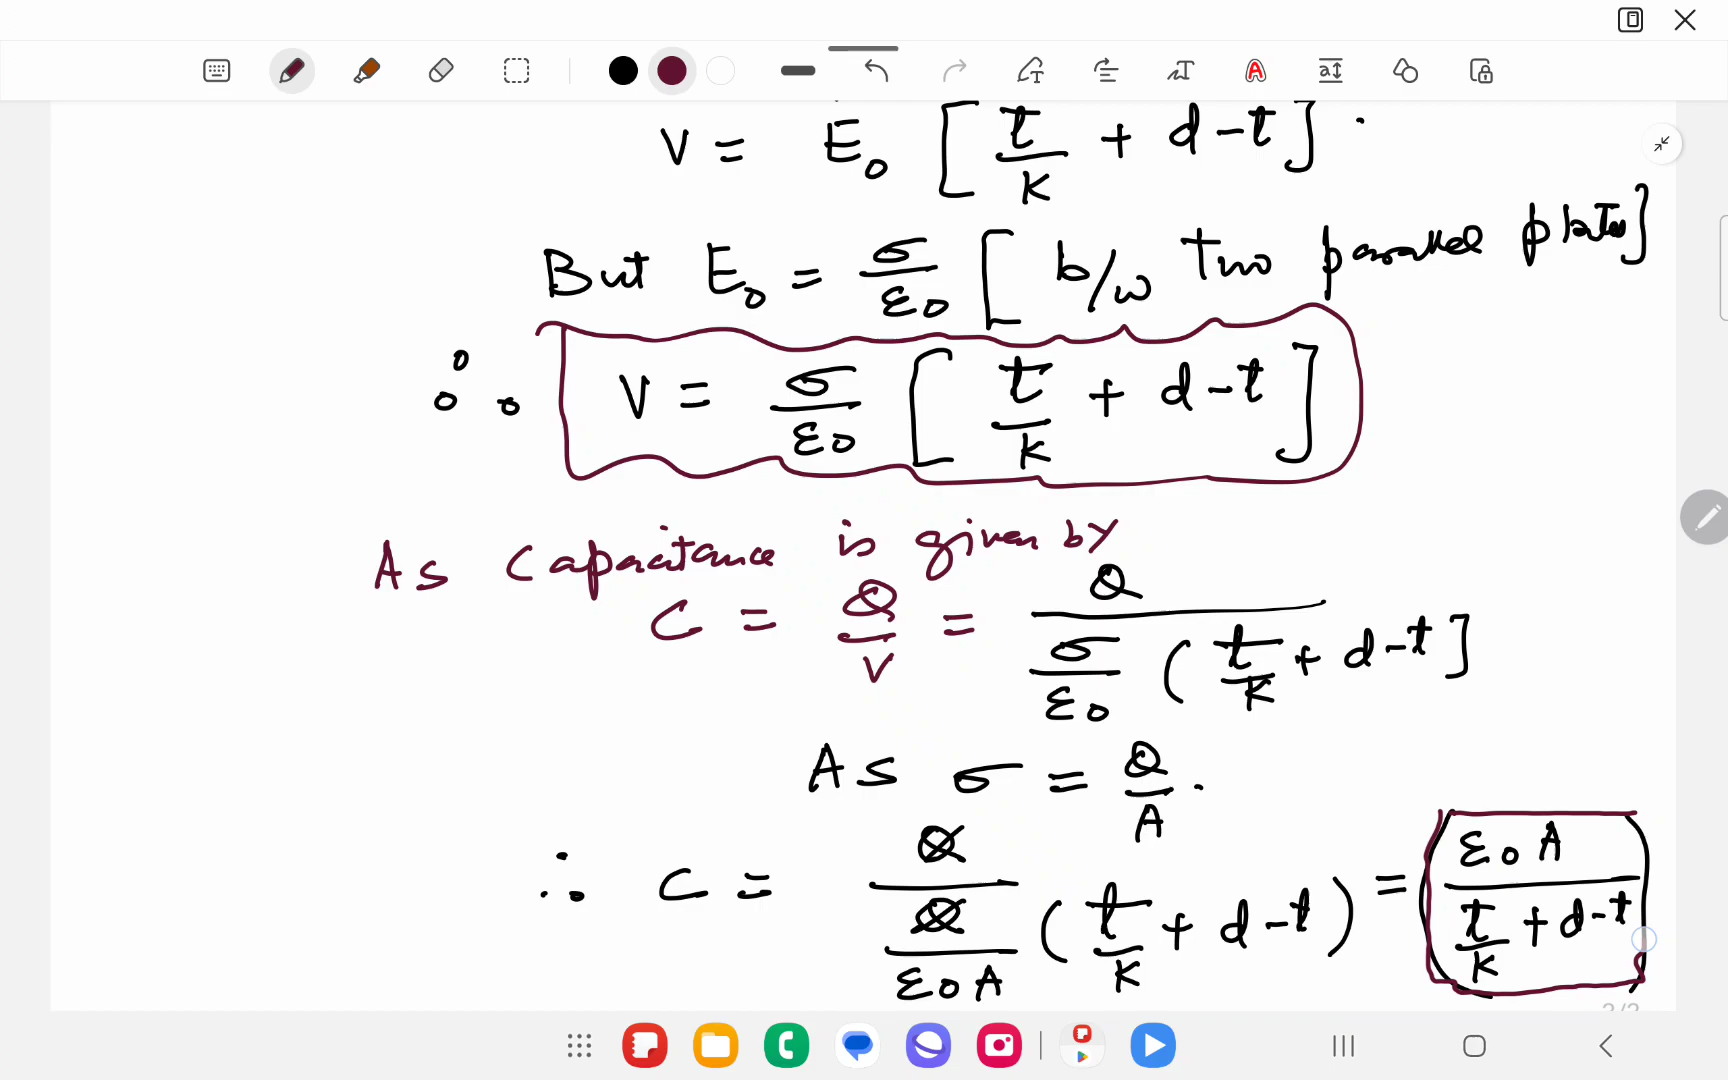 V = E₀ [t/K + d-t].
But E₀ = σ/ε₀ [b/w Two parallel plates]
∴ V = σ/ε₀ [t/K + d-t]
As Capacitance is given by
C = Q/V = Q / σ/ε₀ (t/K + d-t]
As σ = Q/A.
∴ C = Q / Q/ε₀A (t/K + d-t) = ε₀A / t/K + d-t